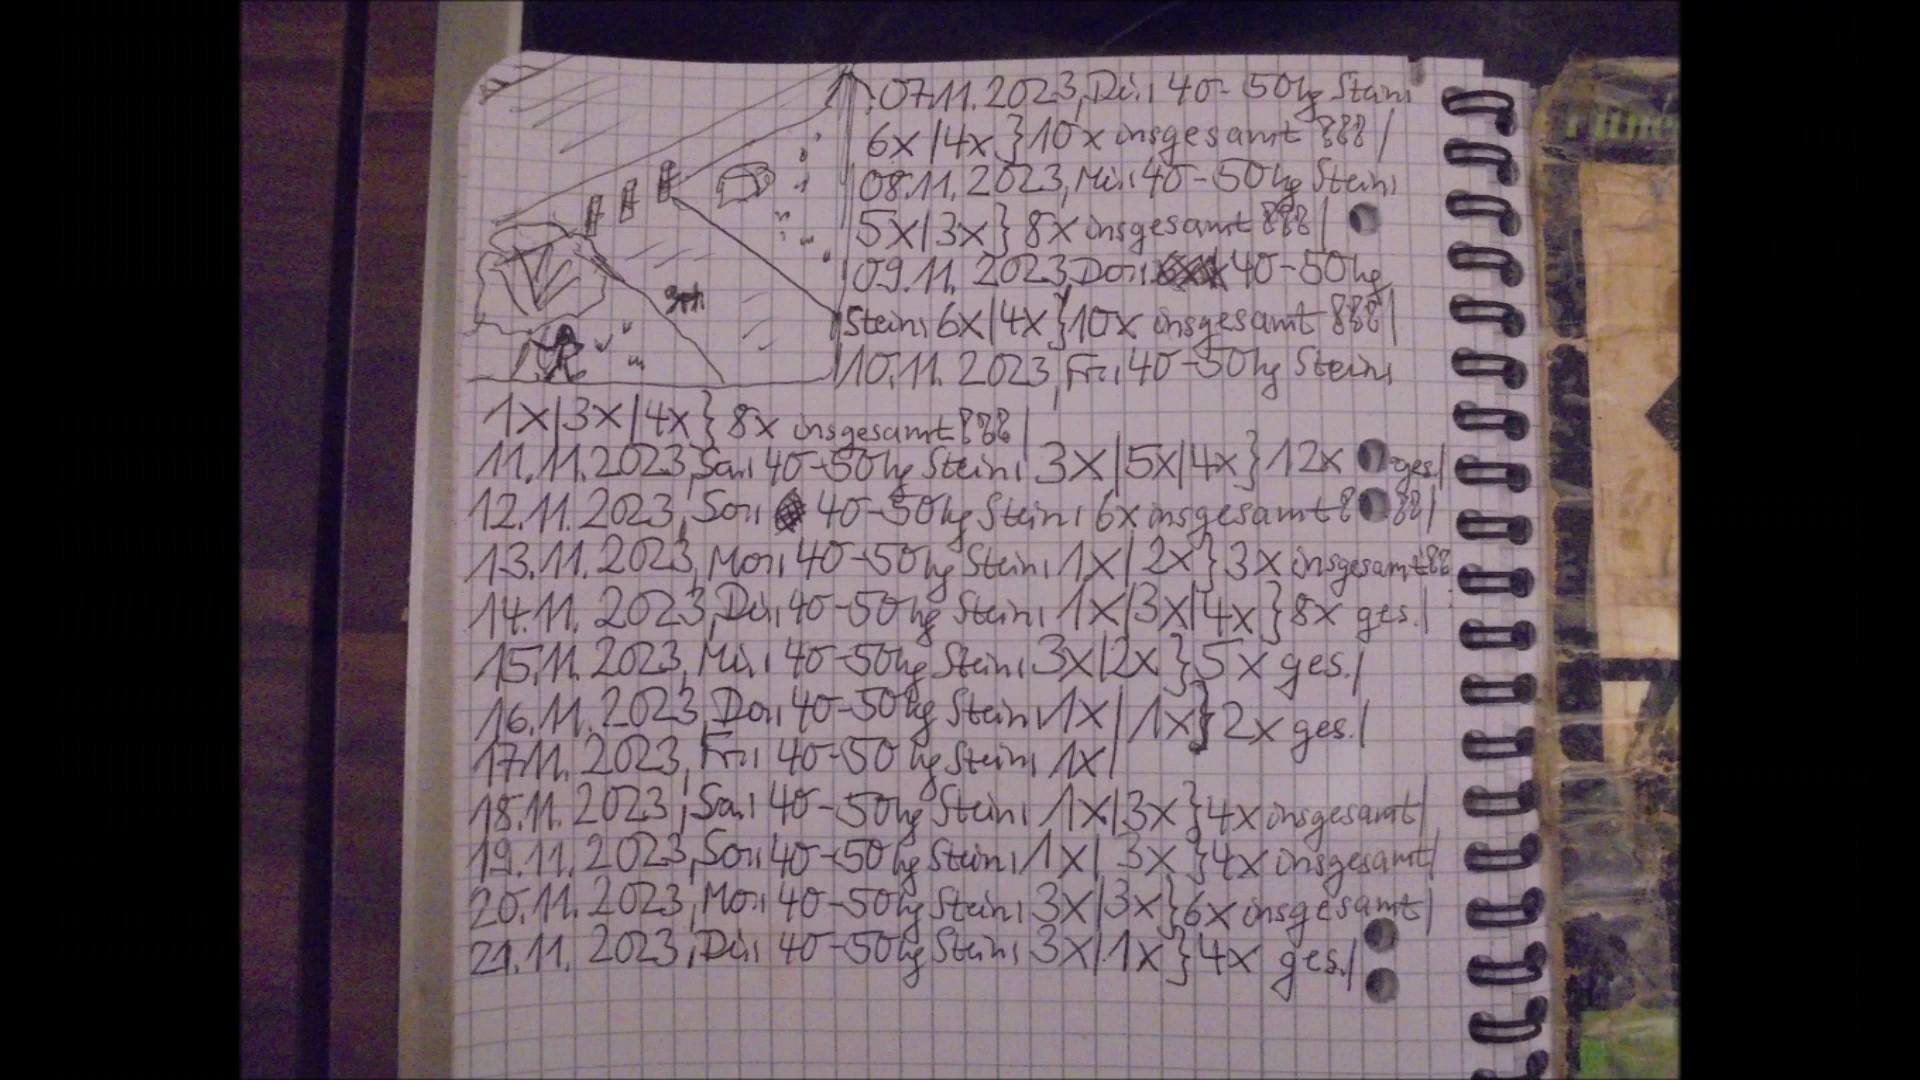 07.11.2023, Di., 40-50kg Stein,
6x|4x}10x insgesamt !!!|
08.11.2023, Mi., 40-50kg Stein,
5x|3x}8x insgesamt !!!|
09.11.2023, Do., 40-50kg
Stein, 6x|4x}10x insgesamt !!!|
10.11.2023, Fr., 40-50kg Stein,
1x|3x|4x}8x insgesamt !!!|
11.11.2023, Sa., 40-50kg Stein, 3x|5x|4x}12x ges.|
12.11.2023, So., 40-50kg Stein, 6x insgesamt !!!|
13.11.2023, Mo., 40-50kg Stein, 1x|2x}3x insgesamt!!
14.11.2023, Di., 40-50kg Stein, 1x|3x|4x}8x ges.|
15.11.2023, Mi., 40-50kg Stein, 3x|2x}5x ges.|
16.11.2023, Do., 40-50kg Stein, 1x|1x}2x ges.|
17.11.2023, Fr., 40-50kg Stein, 1x|
18.11.2023, Sa., 40-50kg Stein, 1x|3x}4x insgesamt|
19.11.2023, So., 40-50kg Stein, 1x|3x}4x insgesamt|
20.11.2023, Mo., 40-50kg Stein, 3x|3x}6x insgesamt|
21.11.2023, Di., 40-50kg Stein, 3x|1x}4x ges.|